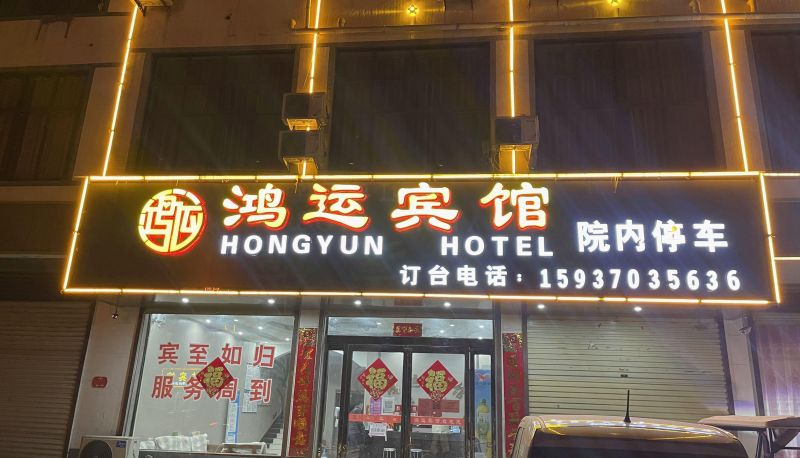 鸿运宾馆
HONGYUN HOTEL
院内停车
订台电话：15937035636
宾至如归
服务周到
福
福